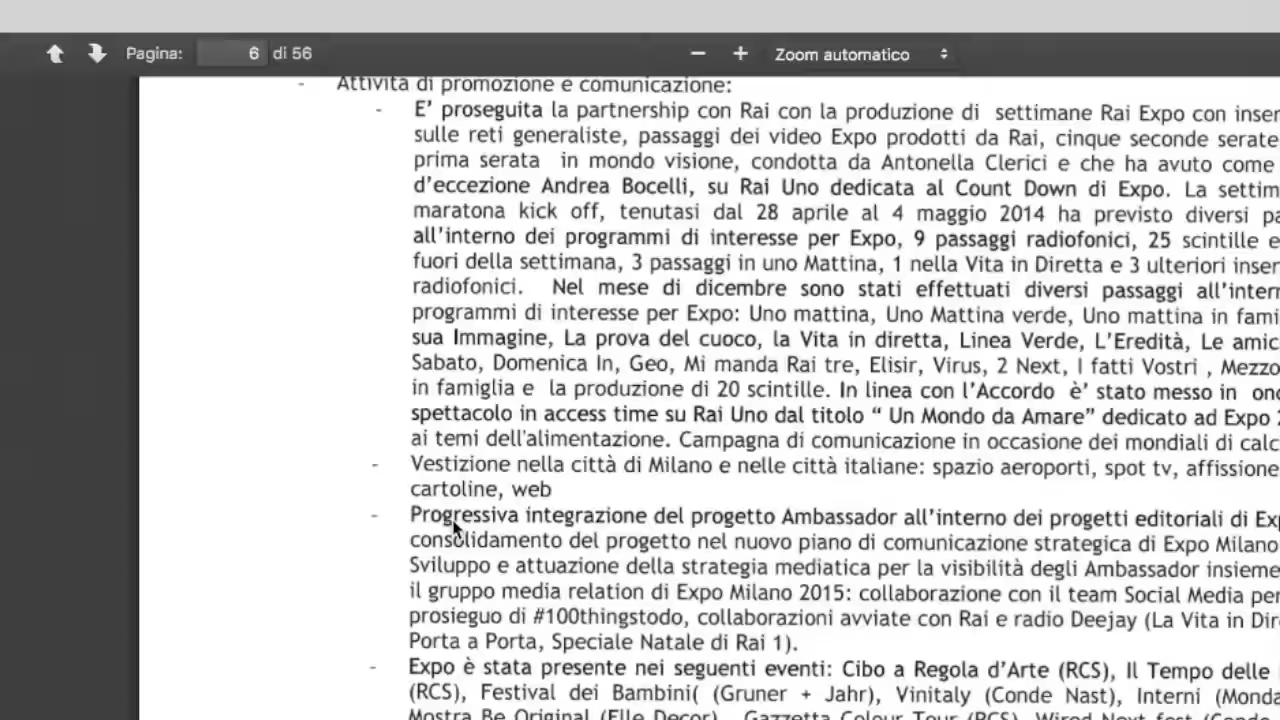 Pagina: 6 di 56 − + Zoom automatico
- Attività di promozione e comunicazione:
- E’ proseguita la partnership con Rai con la produzione di settimane Rai Expo con inser
sulle reti generaliste, passaggi dei video Expo prodotti da Rai, cinque seconde serate
prima serata in mondo visione, condotta da Antonella Clerici e che ha avuto come
d’eccezione Andrea Bocelli, su Rai Uno dedicata al Count Down di Expo. La settim
maratona kick off, tenutasi dal 28 aprile al 4 maggio 2014 ha previsto diversi pa
all’interno dei programmi di interesse per Expo, 9 passaggi radiofonici, 25 scintille e
fuori della settimana, 3 passaggi in uno Mattina, 1 nella Vita in Diretta e 3 ulteriori inser
radiofonici. Nel mese di dicembre sono stati effettuati diversi passaggi all’intern
programmi di interesse per Expo: Uno mattina, Uno Mattina verde, Uno mattina in fami
sua Immagine, La prova del cuoco, la Vita in diretta, Linea Verde, L’Eredità, Le amic
Sabato, Domenica In, Geo, Mi manda Rai tre, Elisir, Virus, 2 Next, I fatti Vostri , Mezzo
in famiglia e la produzione di 20 scintille. In linea con l’Accordo è’ stato messo in ond
spettacolo in access time su Rai Uno dal titolo “ Un Mondo da Amare” dedicato ad Expo 2
ai temi dell'alimentazione. Campagna di comunicazione in occasione dei mondiali di calc
- Vestizione nella città di Milano e nelle città italiane: spazio aeroporti, spot tv, affissione
cartoline, web
- Progressiva integrazione del progetto Ambassador all’interno dei progetti editoriali di Exp
consolidamento del progetto nel nuovo piano di comunicazione strategica di Expo Milano
Sviluppo e attuazione della strategia mediatica per la visibilità degli Ambassador insieme
il gruppo media relation di Expo Milano 2015: collaborazione con il team Social Media per
prosieguo di #100thingstodo, collaborazioni avviate con Rai e radio Deejay (La Vita in Dir
Porta a Porta, Speciale Natale di Rai 1).
- Expo è stata presente nei seguenti eventi: Cibo a Regola d’Arte (RCS), Il Tempo delle
(RCS), Festival dei Bambini( (Gruner + Jahr), Vinitaly (Conde Nast), Interni (Monda
Mostra Be Original (Elle Decor), Gazzetta Colour Tour (RCS), Wired Next fest (Conde